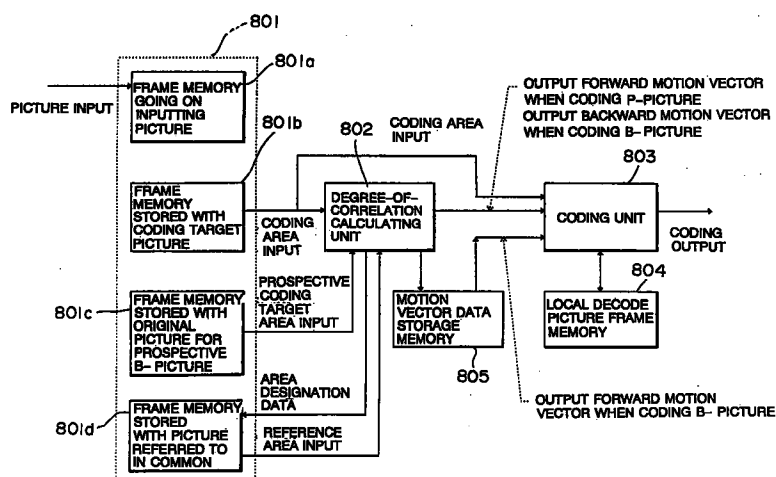 801
801a
FRAME MEMORY
GOING ON
INPUTTING
PICTURE
PICTURE INPUT
801b
FRAME
MEMORY
STORED WITH
CODING TARGET
PICTURE
CODING AREA
INPUT
CODING AREA
INPUT
802
DEGREE-OF-
CORRELATION
CALCULATING
UNIT
OUTPUT FORWARD MOTION VECTOR
WHEN CODING P-PICTURE
OUTPUT BACKWARD MOTION VECTOR
WHEN CODING B-PICTURE
803
CODING UNIT
CODING
OUTPUT
804
LOCAL DECODE
PICTURE FRAME
MEMORY
801c
FRAME MEMORY
STORED WITH
ORIGINAL
PICTURE FOR
PROSPECTIVE
B-PICTURE
PROSPECTIVE
CODING
TARGET
AREA INPUT
MOTION
VECTOR DATA
STORAGE
MEMORY
805
OUTPUT FORWARD MOTION
VECTOR WHEN CODING B-PICTURE
801d
FRAME MEMORY
STORED
WITH PICTURE
REFERRED TO
IN COMMON
AREA
DESIGNATION
DATA
REFERENCE
AREA INPUT